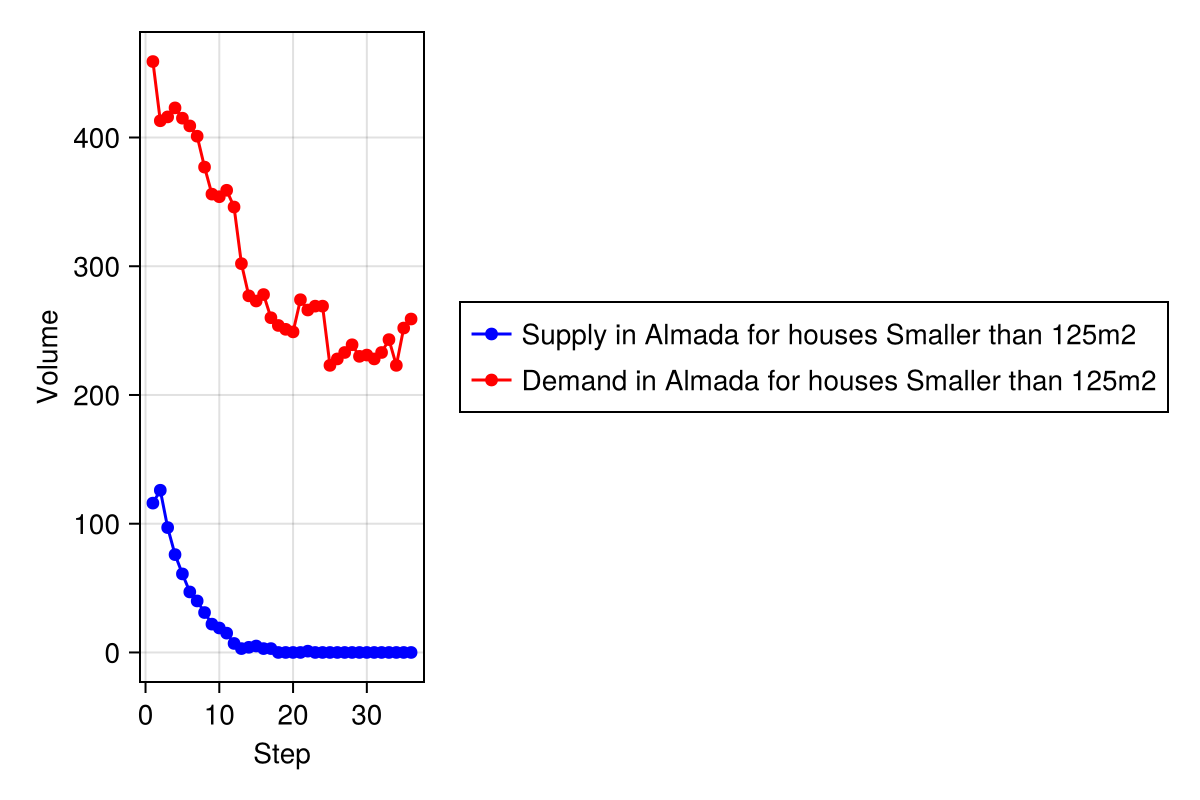 Volume
400
300
200
100
0
0 10 20 30
Step
Supply in Almada for houses Smaller than 125m2
Demand in Almada for houses Smaller than 125m2